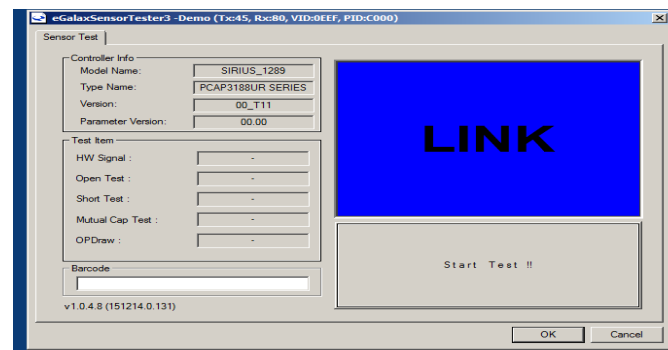 eGalaxSensorTester3 -Demo (Tx:45, Rx:80, VID:0EEF, PID:C000)
Sensor Test
Controller Info
Model Name: SIRIUS_1289
Type Name: PCAP3188UR SERIES
Version: 00_T11
Parameter Version: 00.00
Test Item
HW Signal : -
Open Test : -
Short Test : -
Mutual Cap Test : -
OPDraw : -
Barcode
v1.0.4.8 (151214.0.131)
LINK
Start Test !!
OK Cancel